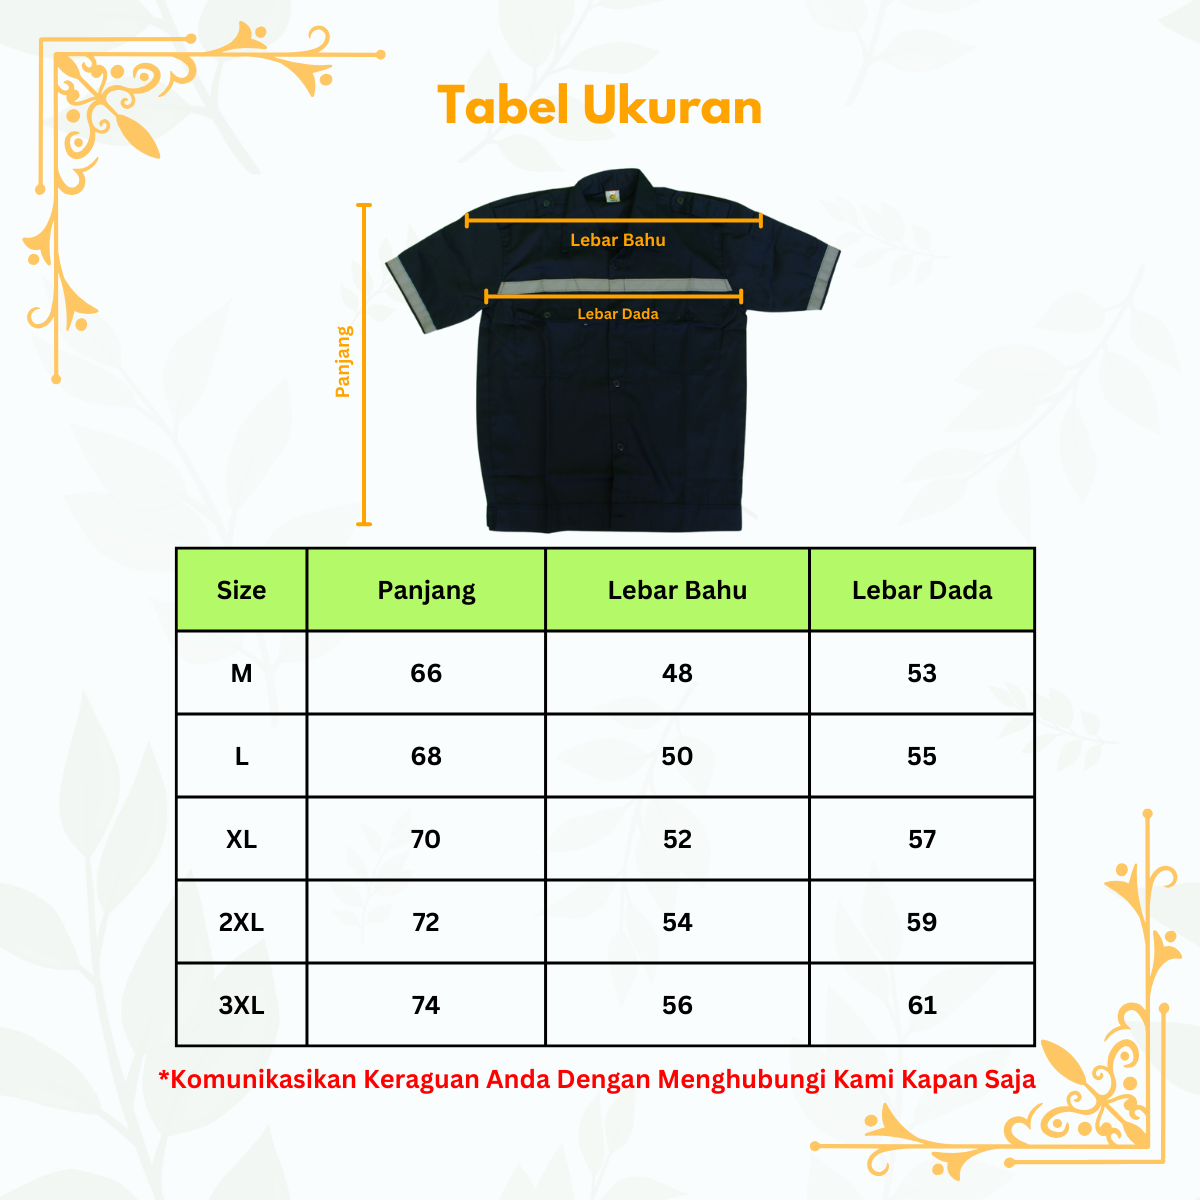 Tabel Ukuran
Lebar Bahu
Lebar Dada
Panjang
Size Panjang Lebar Bahu Lebar Dada
M 66 48 53
L 68 50 55
XL 70 52 57
2XL 72 54 59
3XL 74 56 61
*Komunikasikan Keraguan Anda Dengan Menghubungi Kami Kapan Saja